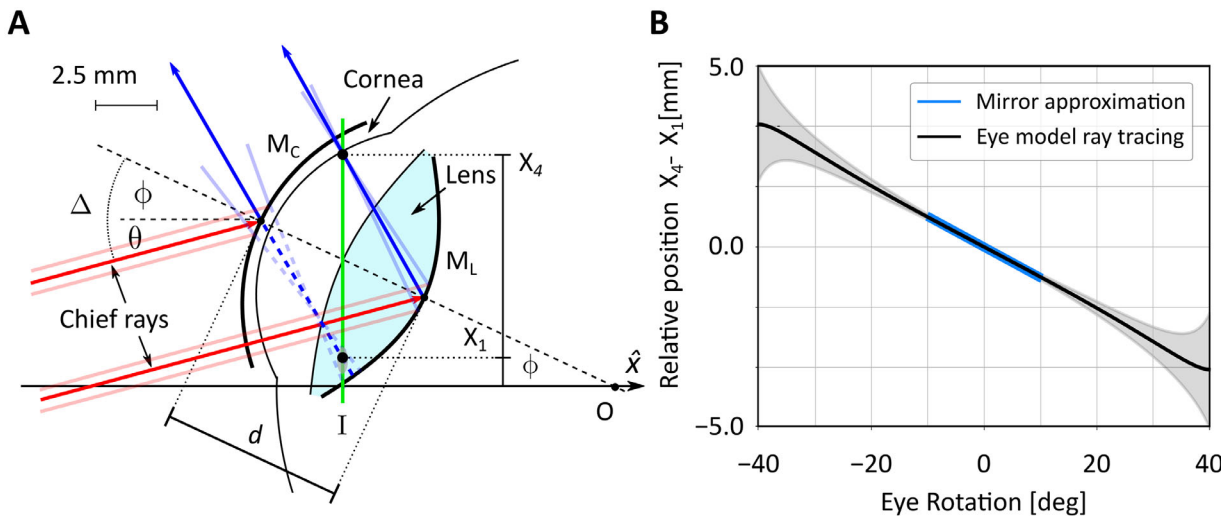 A
2.5 mm
Cornea
M_C
X_4
Δ
ϕ
θ
Lens
M_L
Chief rays
X_1
ϕ
x̂
O
I
d
B
Relative position X_4- X_1[mm]
5.0
0.0
−5.0
Mirror approximation
Eye model ray tracing
−40
−20
0
20
40
Eye Rotation [deg]